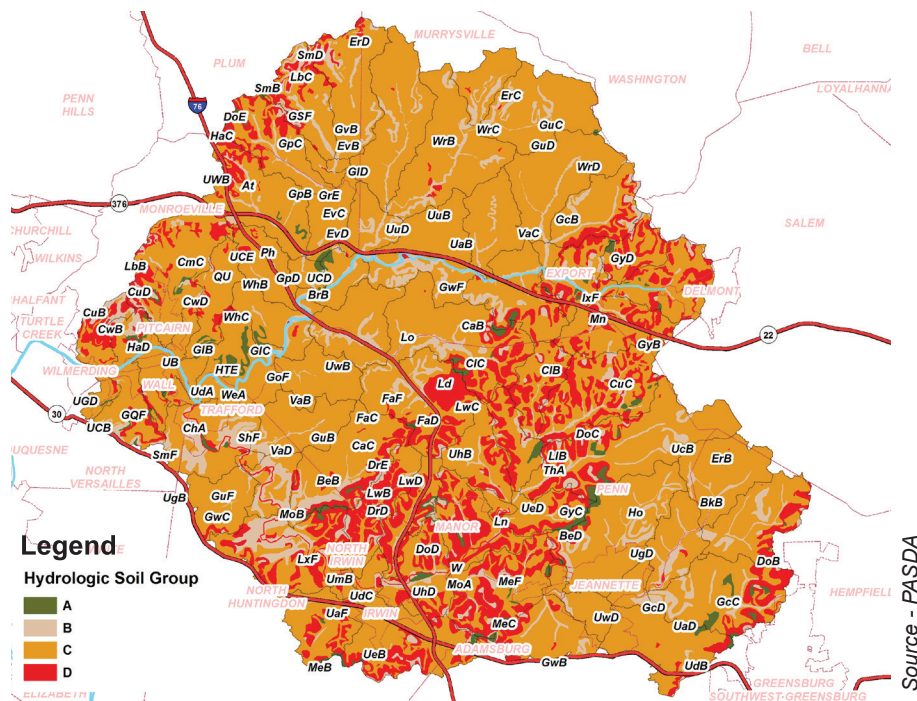 MURRYSVILLE
ErD
PLUM
SmD
BELL
LbC
WASHINGTON
SmB
LOYALHANNA
PENN
HILLS
ErC
76
DoE
GSF
GuC
HaC
GvB
WrC
GpC
EvB
WrB
GuD
GlD
WrD
UWB
At
GpB
GrE
376
MONROEVILLE
EvC
UuB
GcB
SALEM
CHURCHILL
EvD
UuD
VaC
UaB
WILKINS
UCE
Ph
GyD
LbB
CmC
QU
GpD
UCD
EXPORT
CuD
WhB
GwF
DELMONT
CHALFANT
CwD
BrB
IxF
TURTLE
CREEK
CuB
WhC
Mn
CwB
PITCAIRN
CaB
22
HaD
GlB
GlC
Lo
GyB
UB
UwB
ClC
WILMERDING
HTE
ClB
WALL
GoF
Ld
CuC
UdA
WeA
UGD
TRAFFORD
VaB
FaF
LwC
30
GQF
FaC
FaD
UCB
ChA
ShF
GuB
DoC
VaD
CaC
UhB
UcB
DUQUESNE
SmF
DrE
LlB
ErB
NORTH
VERSAILLES
BeB
LwD
ThA
UgB
GuF
LwB
PENN
BkB
MoB
DrD
UeD
GyC
Ho
GwC
Ln
MANOR
BeD
Legend
NORTH
IRWIN
DoD
UgD
LxF
DoB
Hydrologic Soil Group
W
UmB
MoA
MeF
JEANNETTE
A
NORTH
HUNTINGDON
UdC
UhD
GcD
GcC
HEMPFIELD
B
UaF
IRWIN
MeC
UwD
UaD
C
UeB
ADAMSBURG
D
MeB
GwB
UdB
GREENSBURG
ELIZABETH
SOUTHWEST-GREENSBURG
Source - PASDA